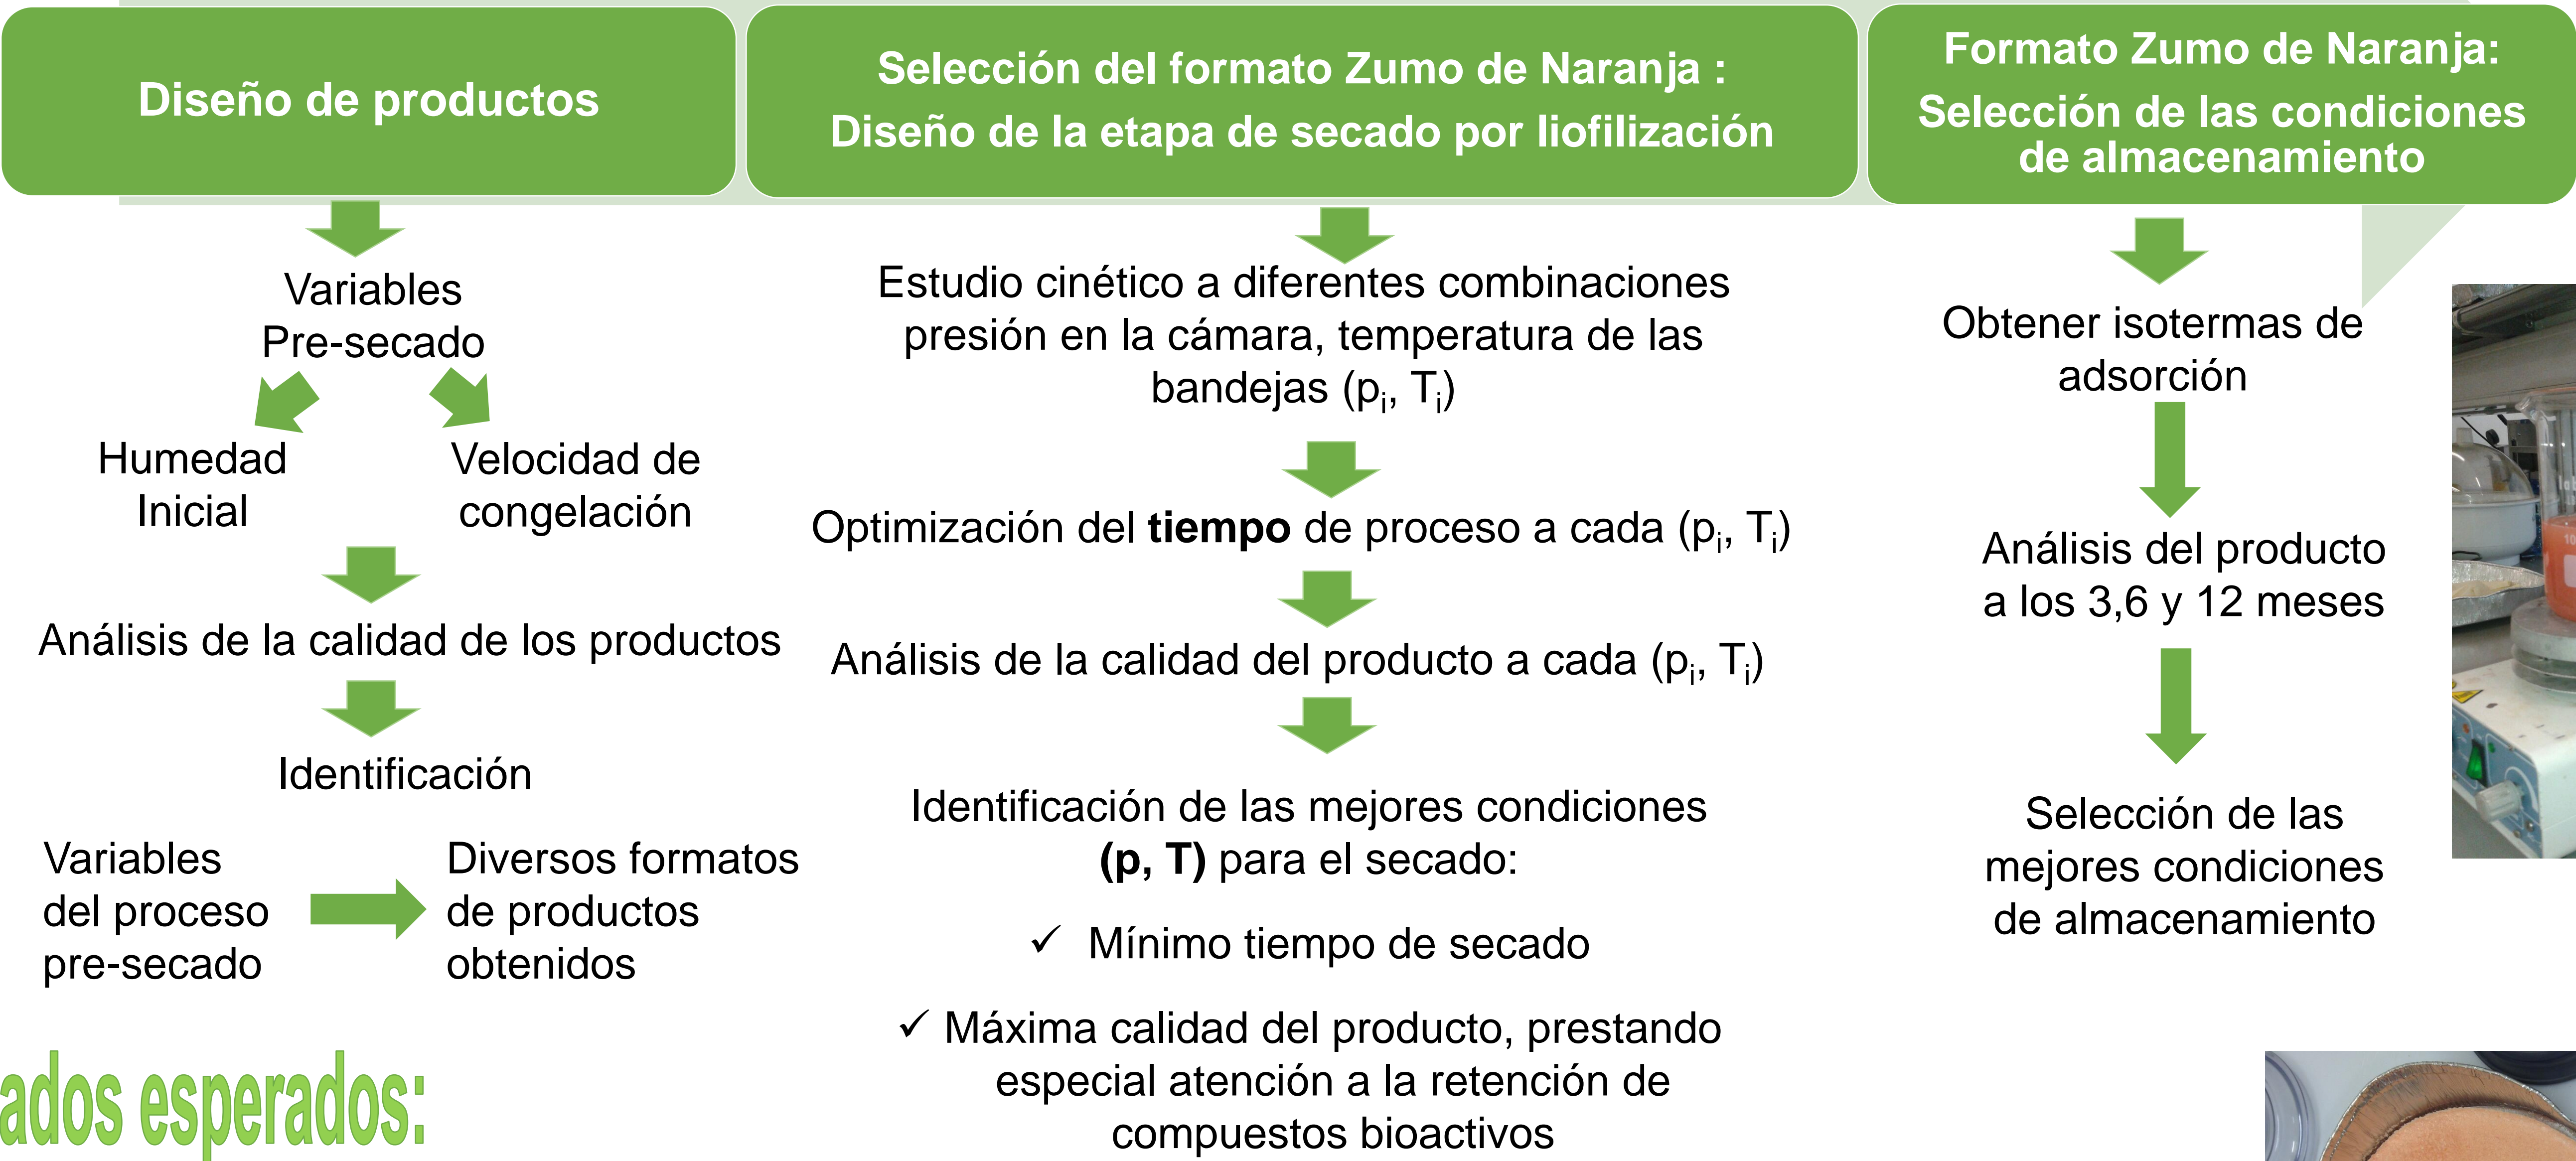 Diseño de productos
Variables
Pre-secado
Humedad
Inicial
Velocidad de
congelación
Análisis de la calidad de los productos
Identificación
Variables
del proceso
pre-secado
Diversos formatos
de productos
obtenidos
Selección del formato Zumo de Naranja :
Diseño de la etapa de secado por liofilización
Estudio cinético a diferentes combinaciones
presión en la cámara, temperatura de las
bandejas (pi, Ti)
Optimización del tiempo de proceso a cada (pi, Ti)
Análisis de la calidad del producto a cada (pi, Ti)
Identificación de las mejores condiciones
(p, T) para el secado:
✓ Mínimo tiempo de secado
✓ Máxima calidad del producto, prestando
especial atención a la retención de
compuestos bioactivos
Formato Zumo de Naranja:
Selección de las condiciones
de almacenamiento
Obtener isotermas de
adsorción
Análisis del producto
a los 3,6 y 12 meses
Selección de las
mejores condiciones
de almacenamiento
esperados: